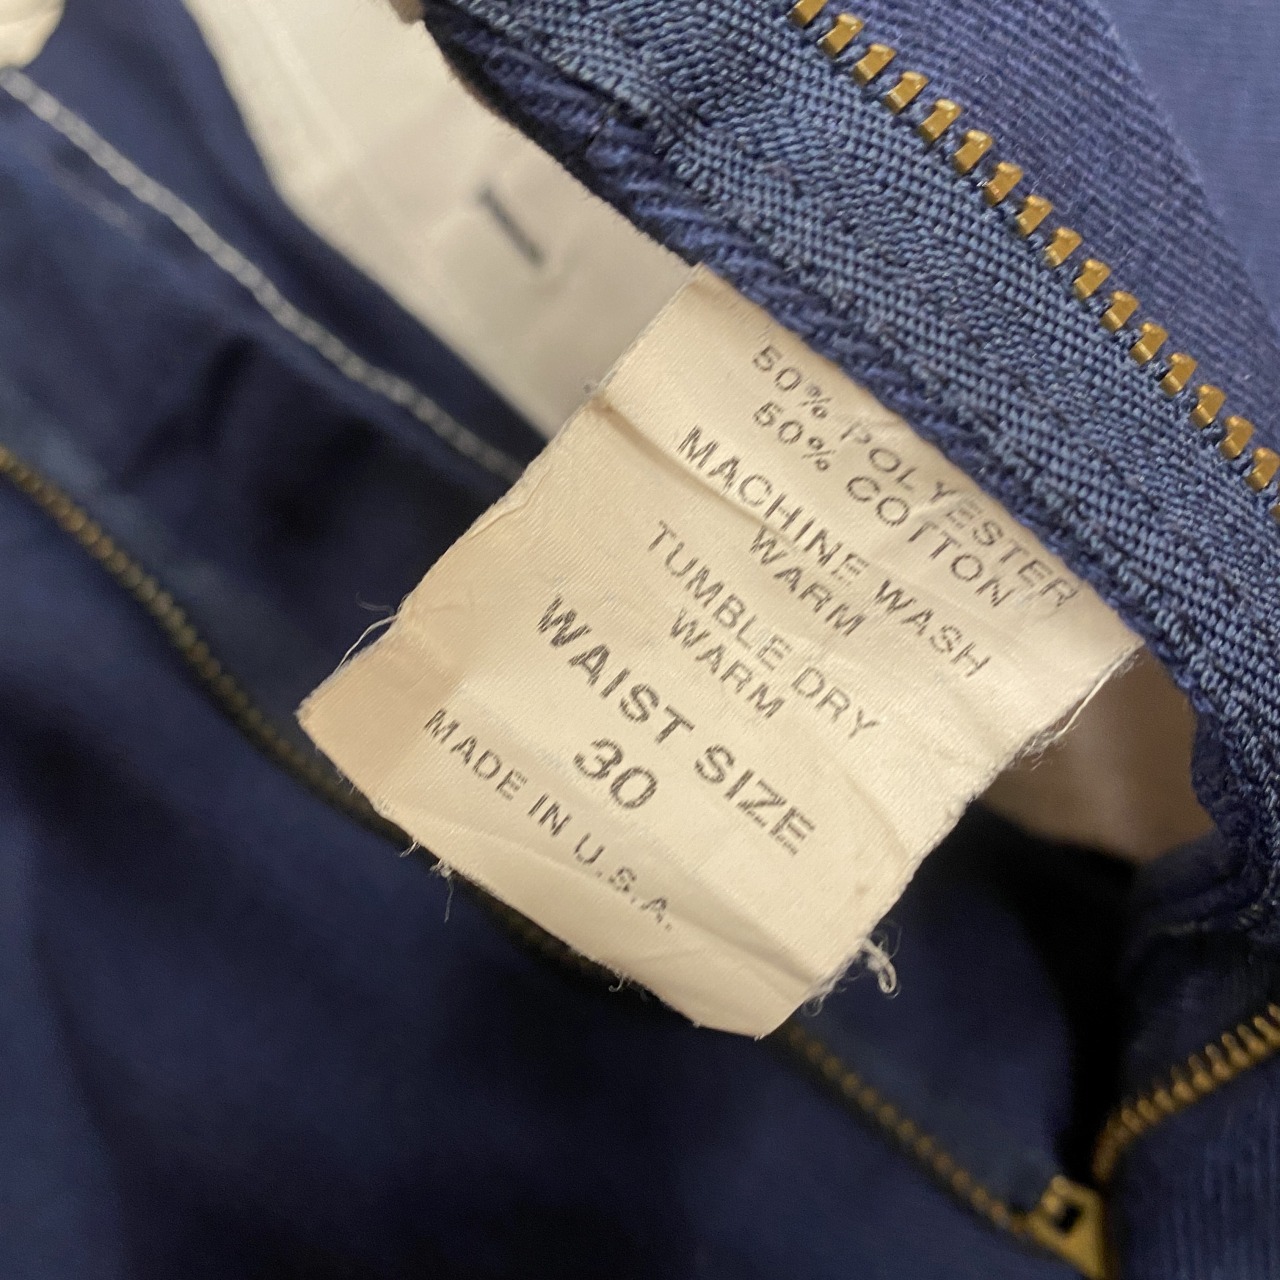 50% POLYESTER
50% COTTON
MACHINE WASH
WARM
TUMBLE DRY
WARM
WAIST SIZE
30
MADE IN U.S.A.